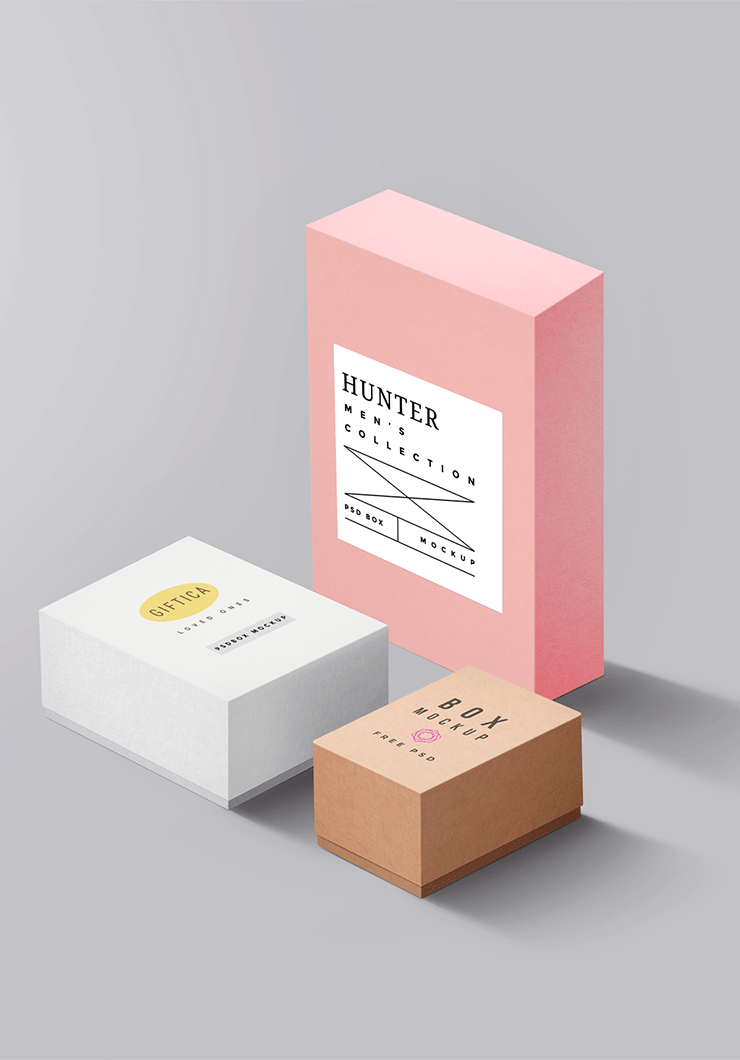 HUNTER
MEN'S
COLLECTION
PSD BOX
MOCKUP
GIFTICA
LOVED ONES
PSDBOX MOCKUP
BOX
MOCKUP
FREE PSD